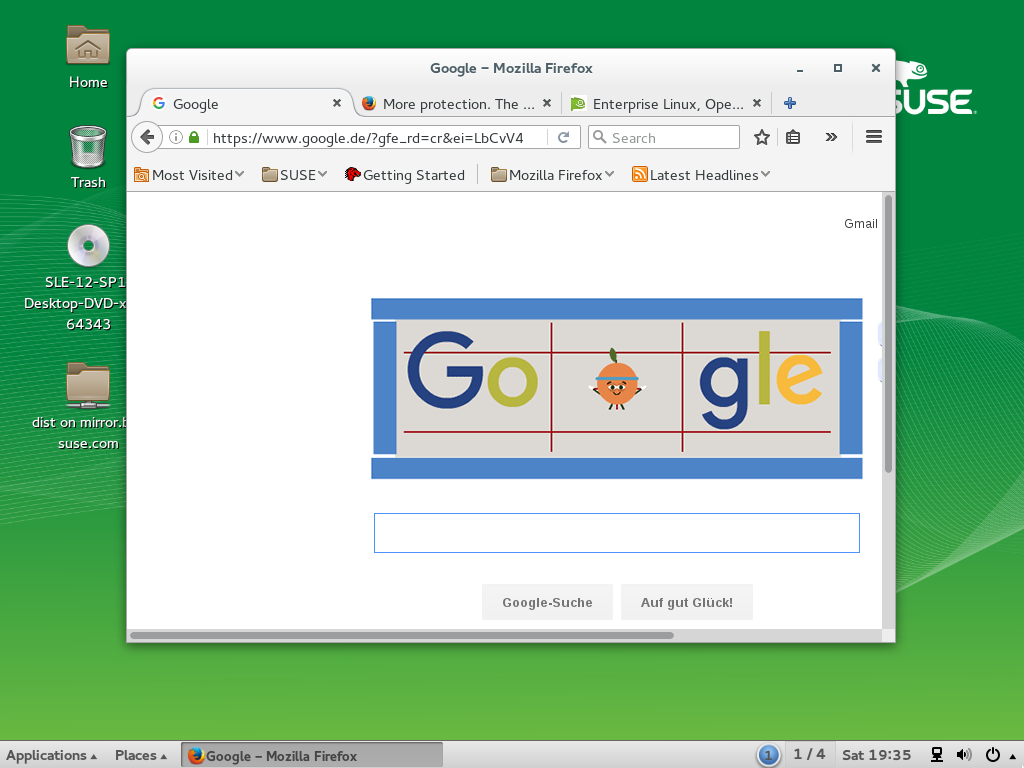 Home
Trash
SLE-12-SP1
Desktop-DVD-x
64343
dist on mirror.b
suse.com
SUSE
Google – Mozilla Firefox
Google
More protection. The ...
Enterprise Linux, Ope...
https://www.google.de/?gfe_rd=cr&ei=LbCvV4
Search
Most Visited
SUSE
Getting Started
Mozilla Firefox
Latest Headlines
Gmail
Go gle
Google-Suche
Auf gut Glück!
Applications
Places
Google – Mozilla Firefox
1
1 / 4
Sat 19:35